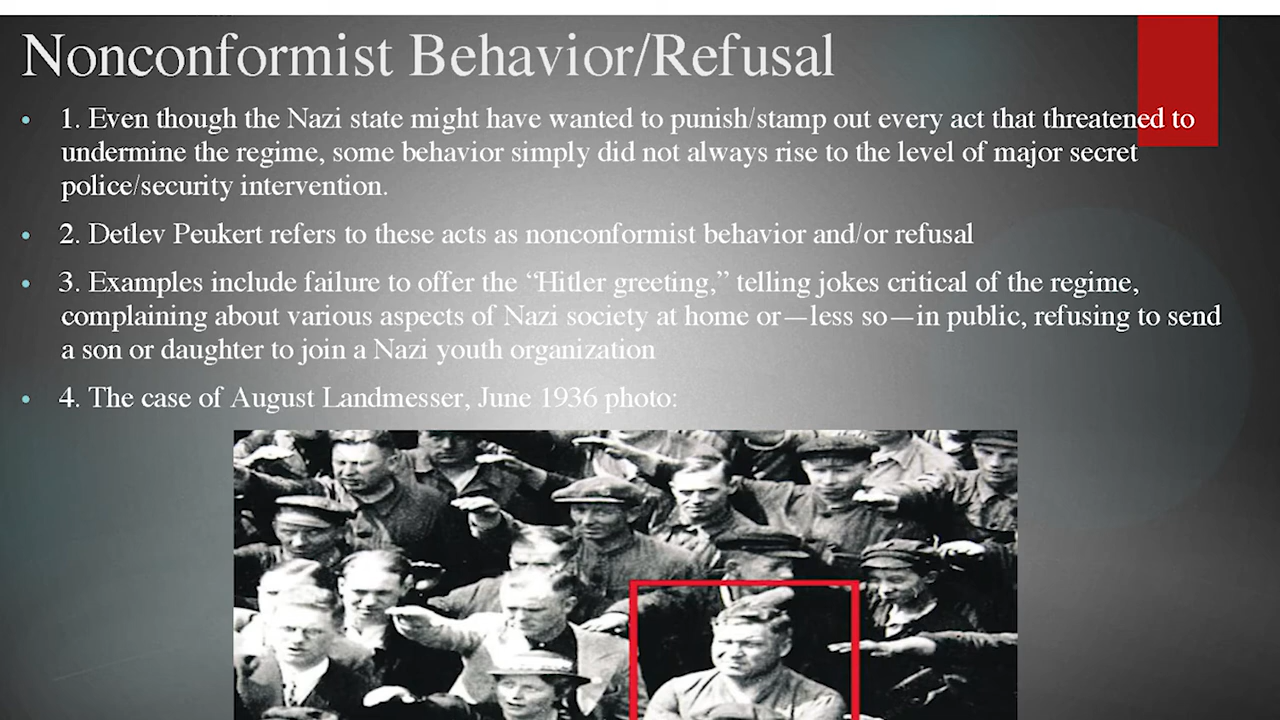 Nonconformist Behavior/Refusal
• 1. Even though the Nazi state might have wanted to punish/stamp out every act that threatened to
undermine the regime, some behavior simply did not always rise to the level of major secret
police/security intervention.
• 2. Detlev Peukert refers to these acts as nonconformist behavior and/or refusal
• 3. Examples include failure to offer the “Hitler greeting,” telling jokes critical of the regime,
complaining about various aspects of Nazi society at home or—less so—in public, refusing to send
a son or daughter to join a Nazi youth organization
• 4. The case of August Landmesser, June 1936 photo: